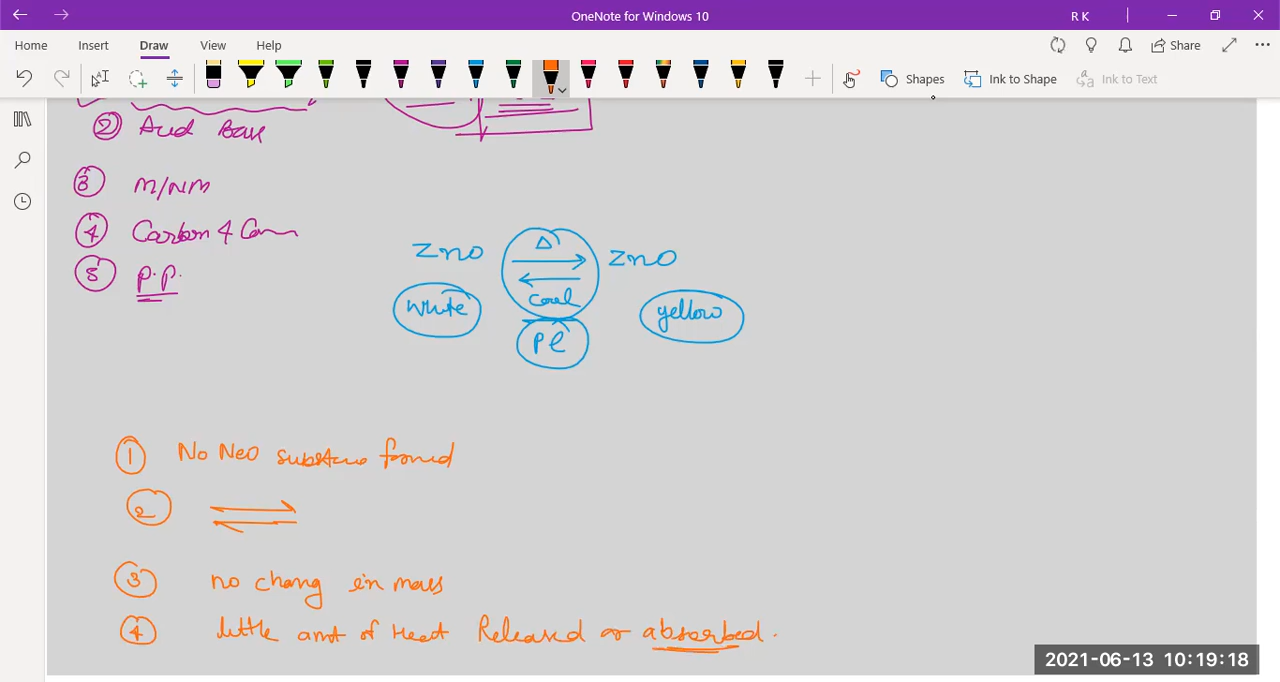 OneNote for Windows 10
R K
Home Insert Draw View Help
Share
Shapes Ink to Shape Ink to Text
② Acid Base
③ M/NM
④ Carbon & Com
⑤ P.P.
ZnO Δ ZnO
White Cool yellow
PC
① No New substance formed
② ⇌
③ no chang in mass
④ little amt of Heat Released or absorbed.
2021-06-13 10:19:18